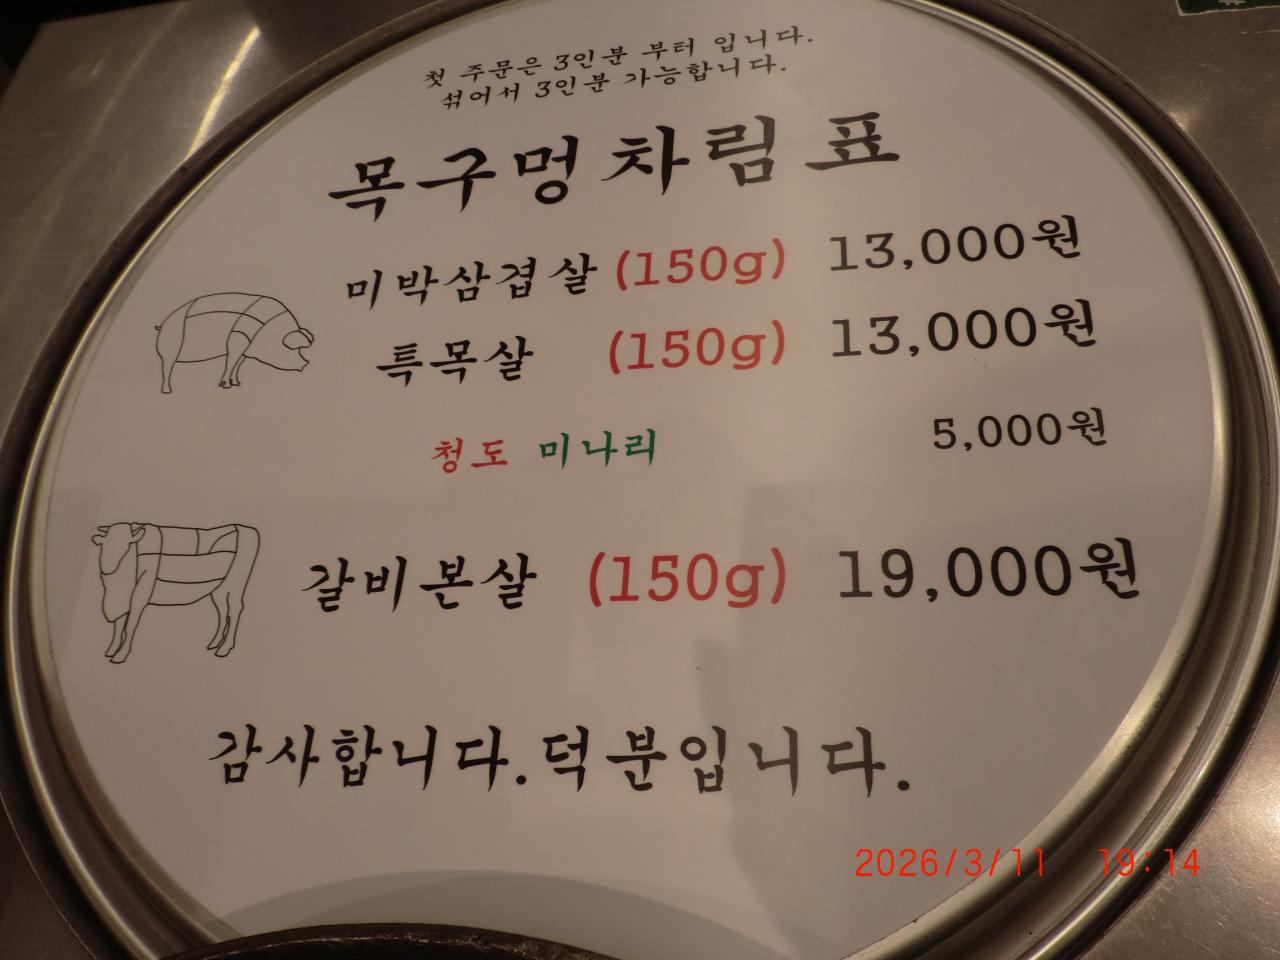 첫 주문은 3인분 부터 입니다.
섞어서 3인분 가능합니다.
목구멍 차림표
미박삼겹살 (150g) 13,000원
특목살 (150g) 13,000원
청도 미나리 5,000원
갈비본살 (150g) 19,000원
감사합니다. 덕분입니다.
2026/3/11 19:14